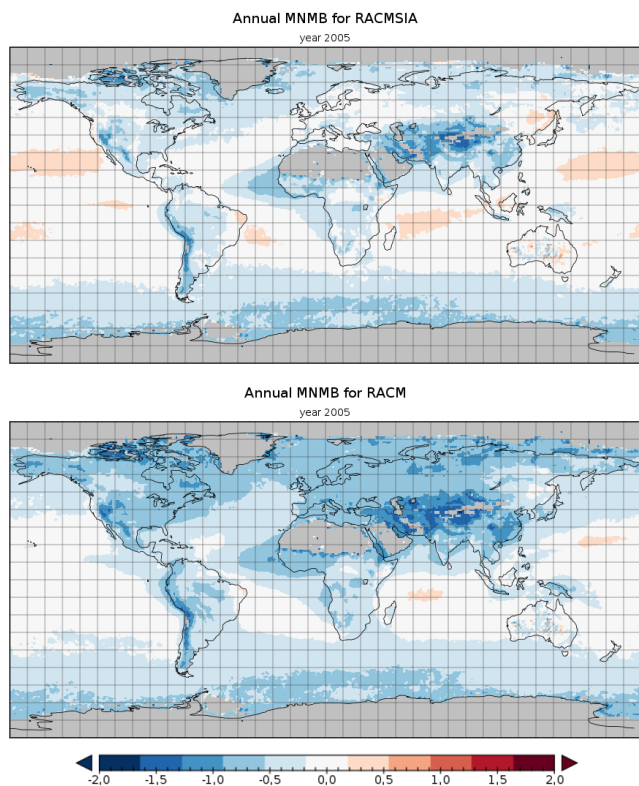 Annual MNMB for RACMSIA
year 2005
Annual MNMB for RACM
year 2005
-2,0 -1,5 -1,0 -0,5 0,0 0,5 1,0 1,5 2,0